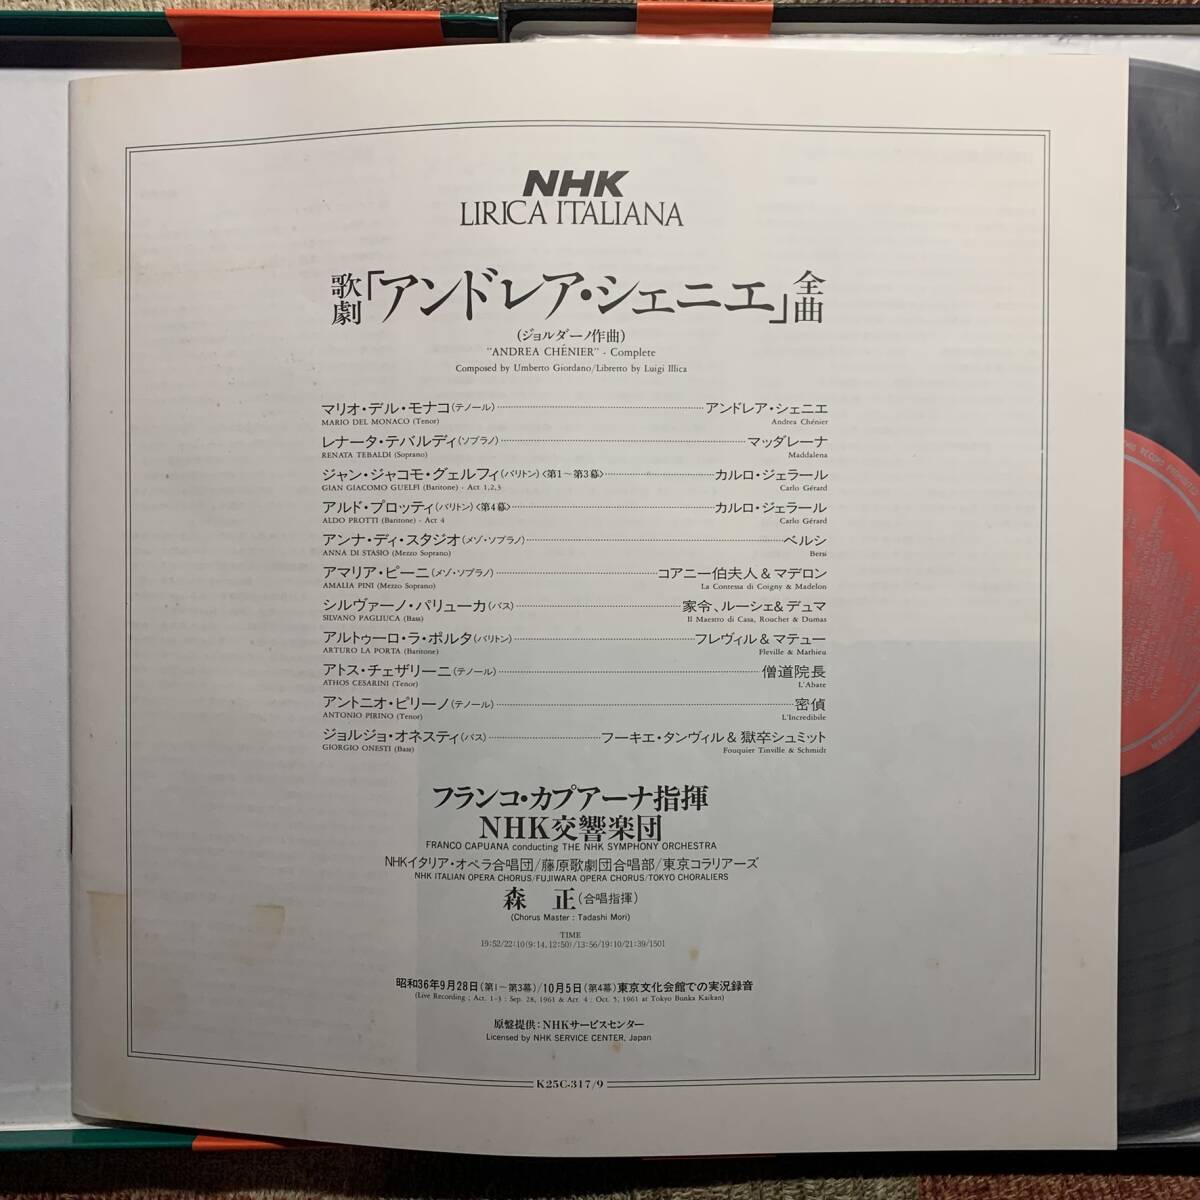 NHK
LIRICA ITALIANA
歌劇「アンドレア・シェニエ」全曲
(ジョルダーノ作曲)
"ANDREA CHÉNIER" - Complete
Composed by Umberto Giordano/Libretto by Luigi Illica
マリオ・デル・モナコ(テノール) アンドレア・シェニエ
MARIO DEL MONACO (Tenor) Andrea Chénier
レナータ・テバルディ(ソプラノ) マッダレーナ
RENATA TEBALDI (Soprano) Maddalena
ジャン・ジャコモ・グェルフィ(バリトン)〈第1〜第3幕〉 カルロ・ジェラール
GIAN GIACOMO GUELFI (Baritone) - Act 1,2,3 Carlo Gérard
アルド・プロッティ(バリトン)〈第4幕〉 カルロ・ジェラール
ALDO PROTTI (Baritone) - Act 4 Carlo Gérard
アンナ・ディ・スタジオ(メゾ・ソプラノ) ベルシ
ANNA DI STASIO (Mezzo Soprano) Bersi
アマリア・ピーニ(メゾ・ソプラノ) コアニー伯夫人&マデロン
AMALIA PINI (Mezzo Soprano) La Contessa di Coigny & Madelon
シルヴァーノ・パリューカ(バス) 家令、ルーシェ&デュマ
SILVANO PAGLIUCA (Bass) Il Maestro di Casa, Roucher & Dumas
アルトゥーロ・ラ・ポルタ(バリトン) フレヴィル&マテュー
ARTURO LA PORTA (Baritone) Fleville & Mathieu
アトス・チェザリーニ(テノール) 僧道院長
ATHOS CESARINI (Tenor) L'Abate
アントニオ・ピリーノ(テノール) 密偵
ANTONIO PIRINO (Tenor) L'Incredibile
ジョルジョ・オネスティ(バス) フーキエ・タンヴィル&獄卒シュミット
GIORGIO ONESTI (Bass) Fouquier Tinville & Schmidt
フランコ・カプアーナ指揮
NHK交響楽団
FRANCO CAPUANA conducting THE NHK SYMPHONY ORCHESTRA
NHKイタリア・オペラ合唱団/藤原歌劇団合唱部/東京コラリアーズ
NHK ITALIAN OPERA CHORUS/FUJIWARA OPERA CHORUS/TOKYO CHORALIERS
森 正(合唱指揮)
(Chorus Master : Tadashi Mori)
TIME
19:52/22:10(9:14, 12:50)/13:56/19:10/21:39/1501
昭和36年9月28日(第1〜第3幕)/10月5日(第4幕)東京文化会館での実況録音
(Live Recording ; Act. 1-3 : Sep. 28, 1961 & Act. 4 : Oct. 5, 1961 at Tokyo Bunka Kaikan)
原盤提供:NHKサービスセンター
Licensed by NHK SERVICE CENTER, Japan
K25C-317/9